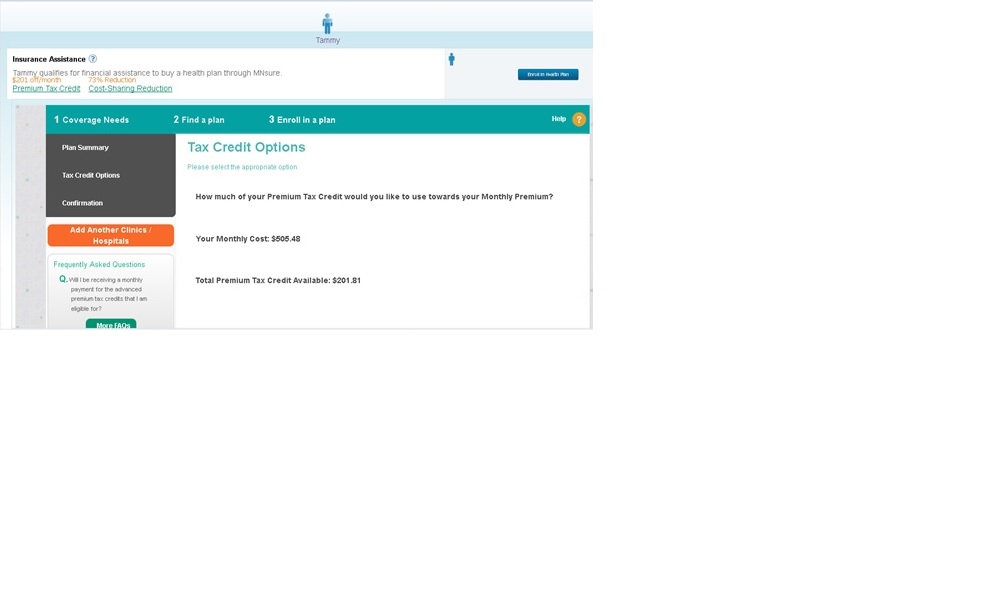 Tammy
Insurance Assistance ?
Tammy qualifies for financial assistance to buy a health plan through MNsure.
$201 off/month 73% Reduction
Premium Tax Credit Cost-Sharing Reduction
Enroll in Health Plan
1 Coverage Needs 2 Find a plan 3 Enroll in a plan Help ?
Plan Summary
Tax Credit Options
Confirmation
Add Another Clinics /
Hospitals
Frequently Asked Questions
Q. Will I be receiving a monthly
payment for the advanced
premium tax credits that I am
eligible for?
More FAQs
Tax Credit Options
Please select the appropriate option
How much of your Premium Tax Credit would you like to use towards your Monthly Premium?
Your Monthly Cost: $505.48
Total Premium Tax Credit Available: $201.81